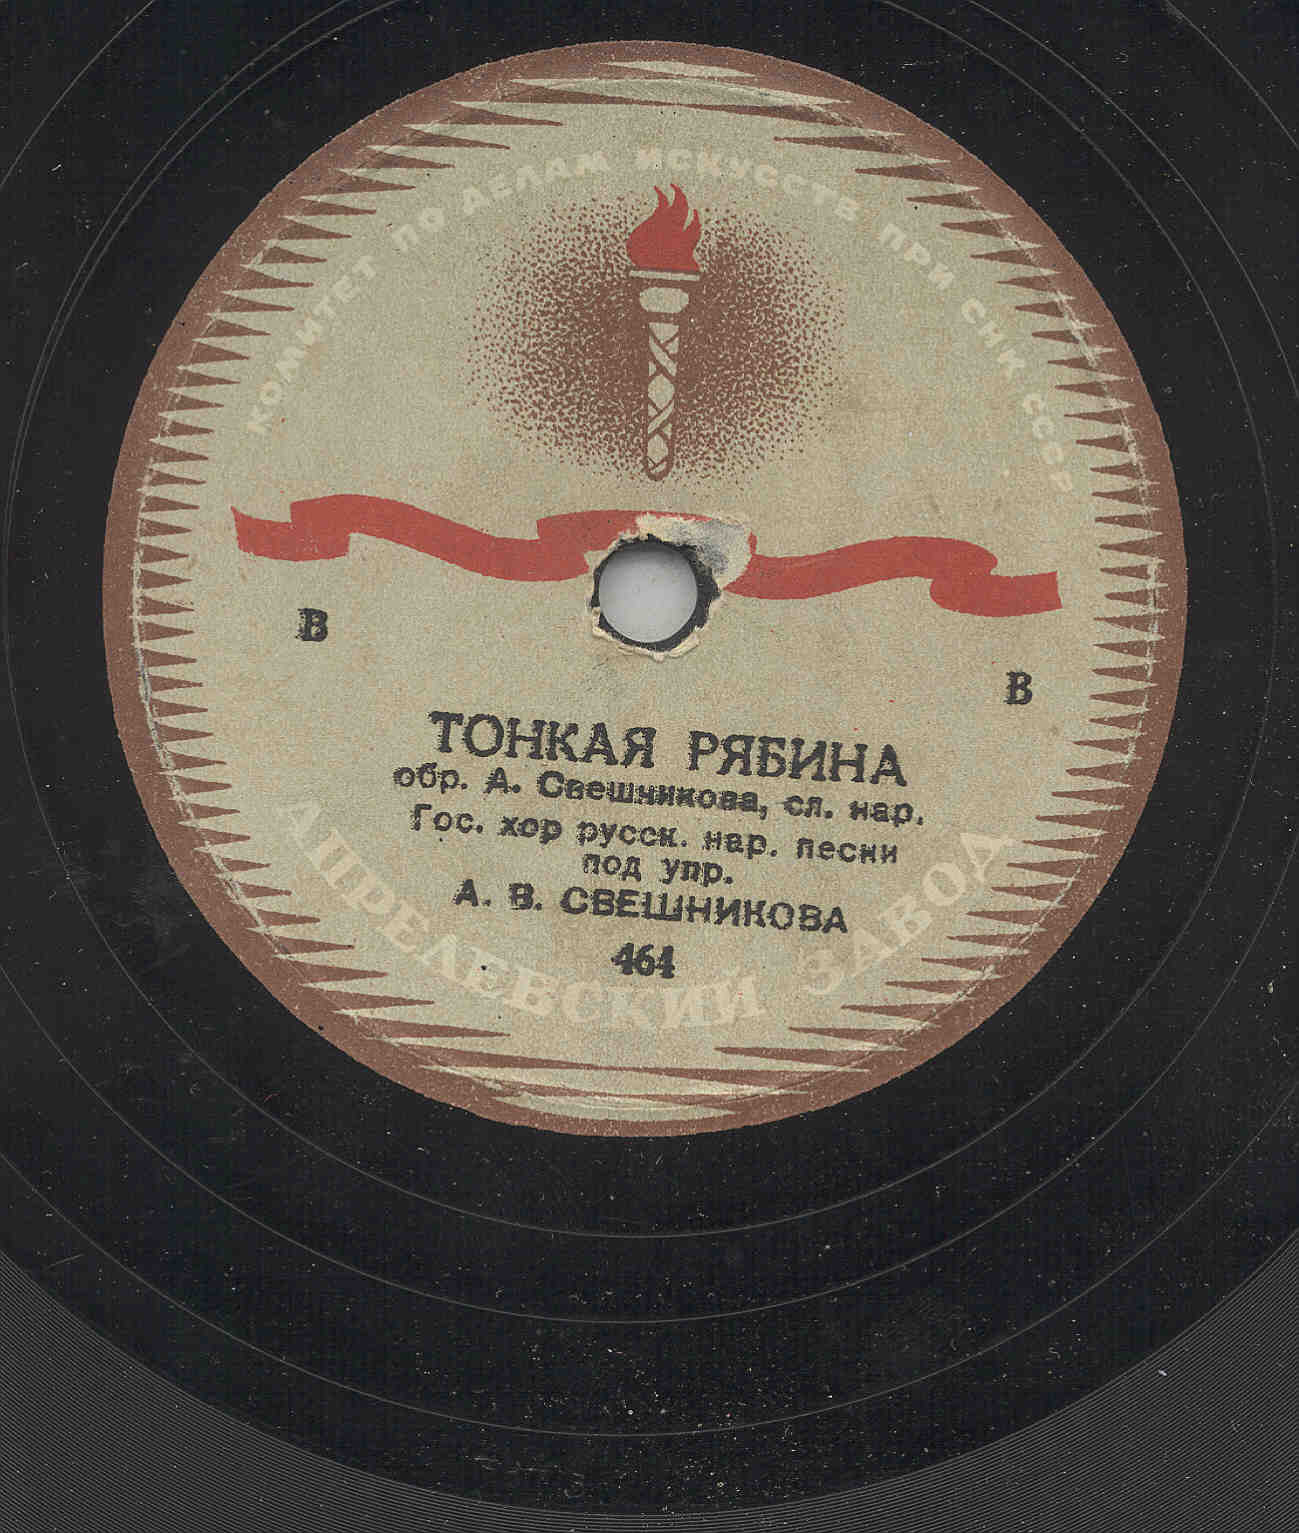 КОМИТЕТ ПО ДЕЛАМ ИСКУССТВ ПРИ СНК СССР
В
В
ТОНКАЯ РЯБИНА
обр. А. Свешникова, сл. нар.
Гос. хор русск. нар. песни
под упр.
А. В. СВЕШНИКОВА
464
АПРЕЛЕВСКИЙ ЗАВОД